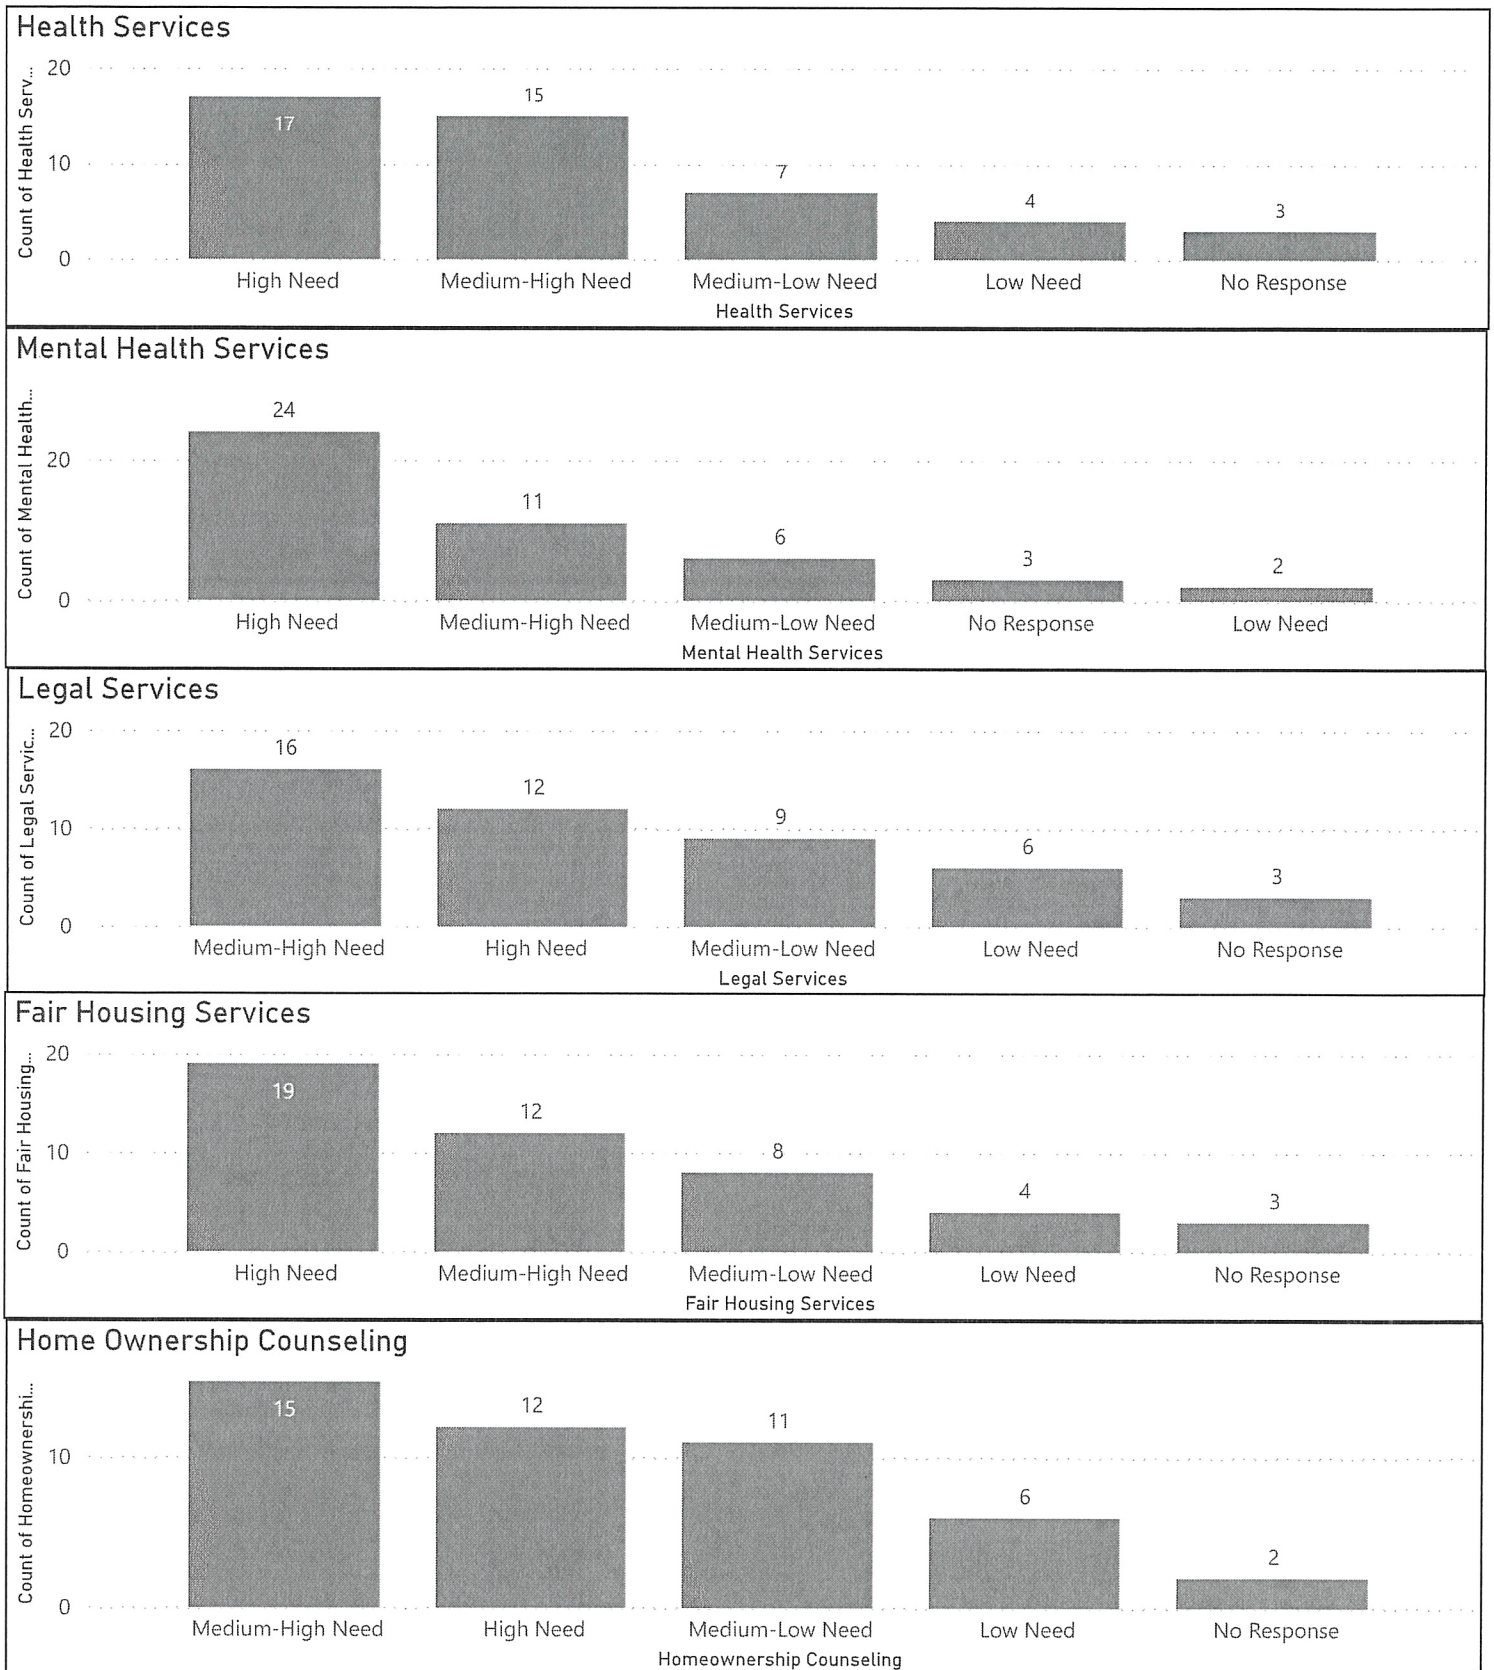 Health Services
Count of Health Serv...
20
10
0
17
15
7
4
3
High Need
Medium-High Need
Medium-Low Need
Low Need
No Response
Health Services
Mental Health Services
Count of Mental Health...
20
0
24
11
6
3
2
High Need
Medium-High Need
Medium-Low Need
No Response
Low Need
Mental Health Services
Legal Services
Count of Legal Servic...
20
10
0
16
12
9
6
3
Medium-High Need
High Need
Medium-Low Need
Low Need
No Response
Legal Services
Fair Housing Services
Count of Fair Housing...
20
10
0
19
12
8
4
3
High Need
Medium-High Need
Medium-Low Need
Low Need
No Response
Fair Housing Services
Home Ownership Counseling
Count of Homeownershi...
10
0
15
12
11
6
2
Medium-High Need
High Need
Medium-Low Need
Low Need
No Response
Homeownership Counseling